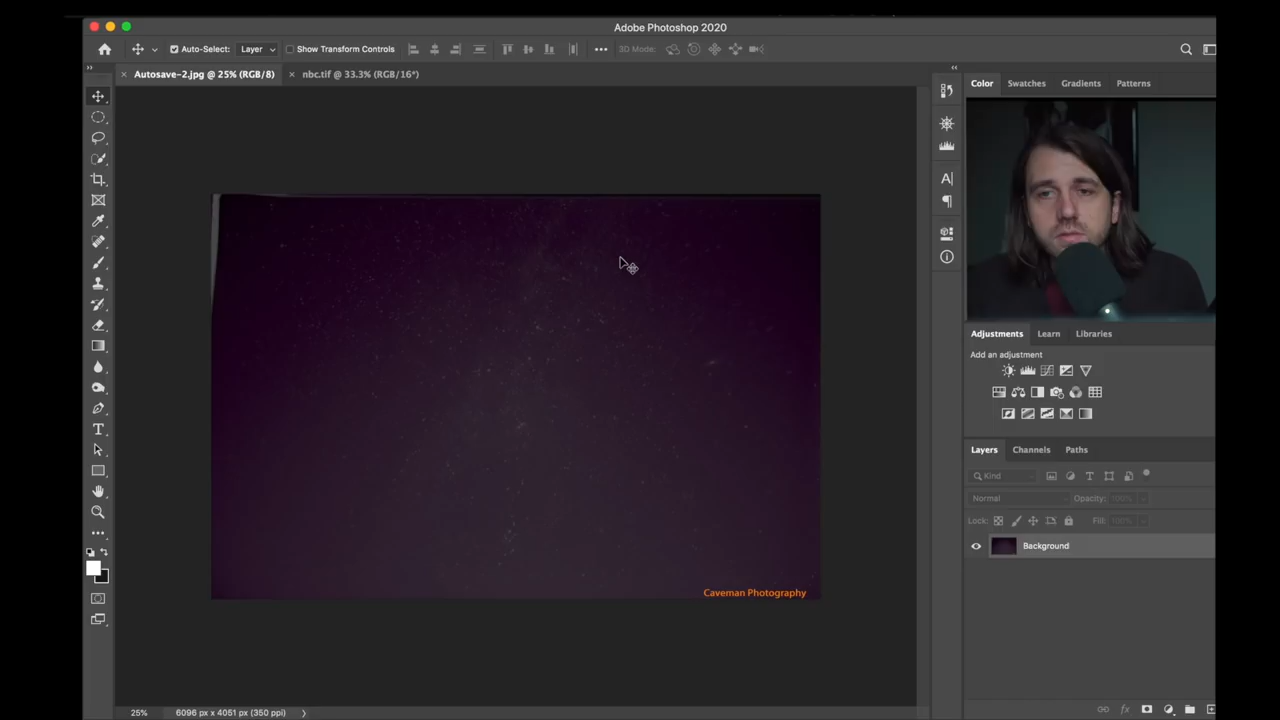 Adobe Photoshop 2020
Auto-Select: Layer Show Transform Controls 3D Mode:
Autosave-2.jpg @ 25% (RGB/8) nbc.tif @ 33.3% (RGB/16*)
Color Swatches Gradients Patterns
Adjustments Learn Libraries
Add an adjustment
Layers Channels Paths
Kind
Normal Opacity: 100%
Lock: Fill: 100%
Background
Caveman Photography
25% 6096 px x 4051 px (350 ppi)